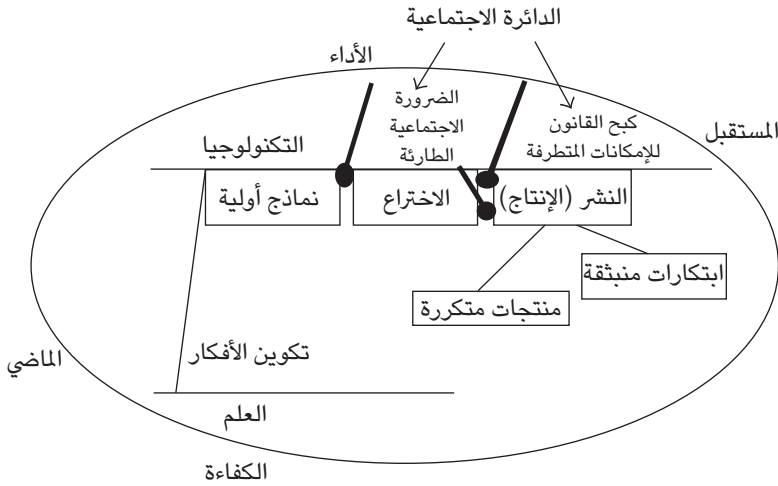 الدائرة الاجتماعية
الأداء
الضرورة
الاجتماعية
الطارئة
كبح القانون
للإمكانات المتطرفة
المستقبل
التكنولوجيا
نماذج أولية
الاختراع
النشر (الإنتاج)
ابتكارات منبثقة
منتجات متكررة
تكوين الأفكار
الماضي
العلم
الكفاءة